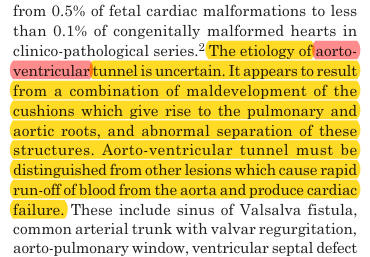 from 0.5% of fetal cardiac malformations to less
than 0.1% of congenitally malformed hearts in
clinico-pathological series.2 The etiology of aorto-
ventricular tunnel is uncertain. It appears to result
from a combination of maldevelopment of the
cushions which give rise to the pulmonary and
aortic roots, and abnormal separation of these
structures. Aorto-ventricular tunnel must be
distinguished from other lesions which cause rapid
run-off of blood from the aorta and produce cardiac
failure. These include sinus of Valsalva fistula,
common arterial trunk with valvar regurgitation,
aorto-pulmonary window, ventricular septal defect